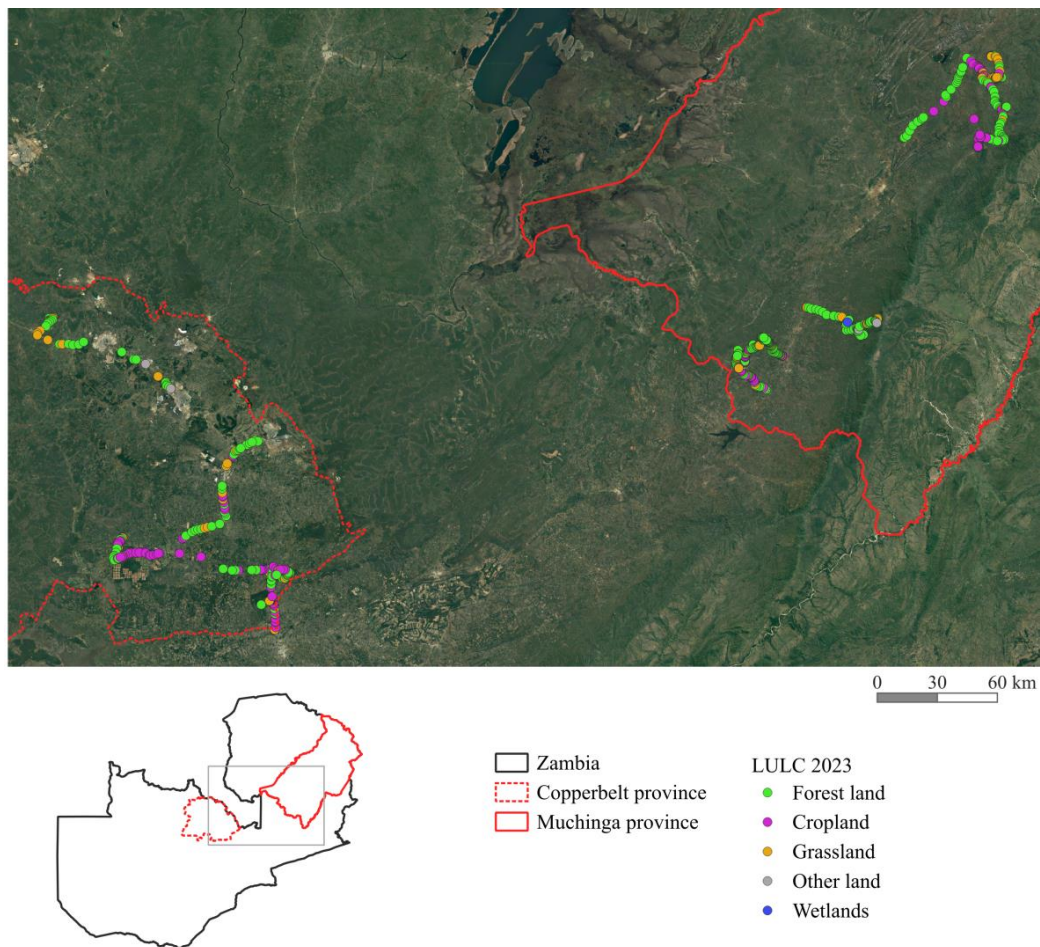 0 30 60 km
Zambia
Copperbelt province
Muchinga province
LULC 2023
Forest land
Cropland
Grassland
Other land
Wetlands